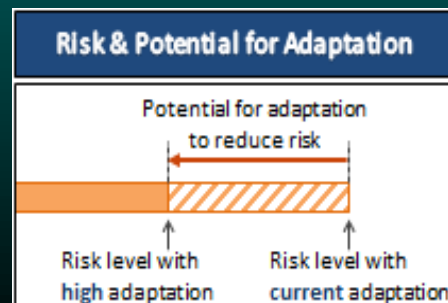 Risk & Potential for Adaptation
Potential for adaptation
to reduce risk
Risk level with
high adaptation
Risk level with
current adaptation